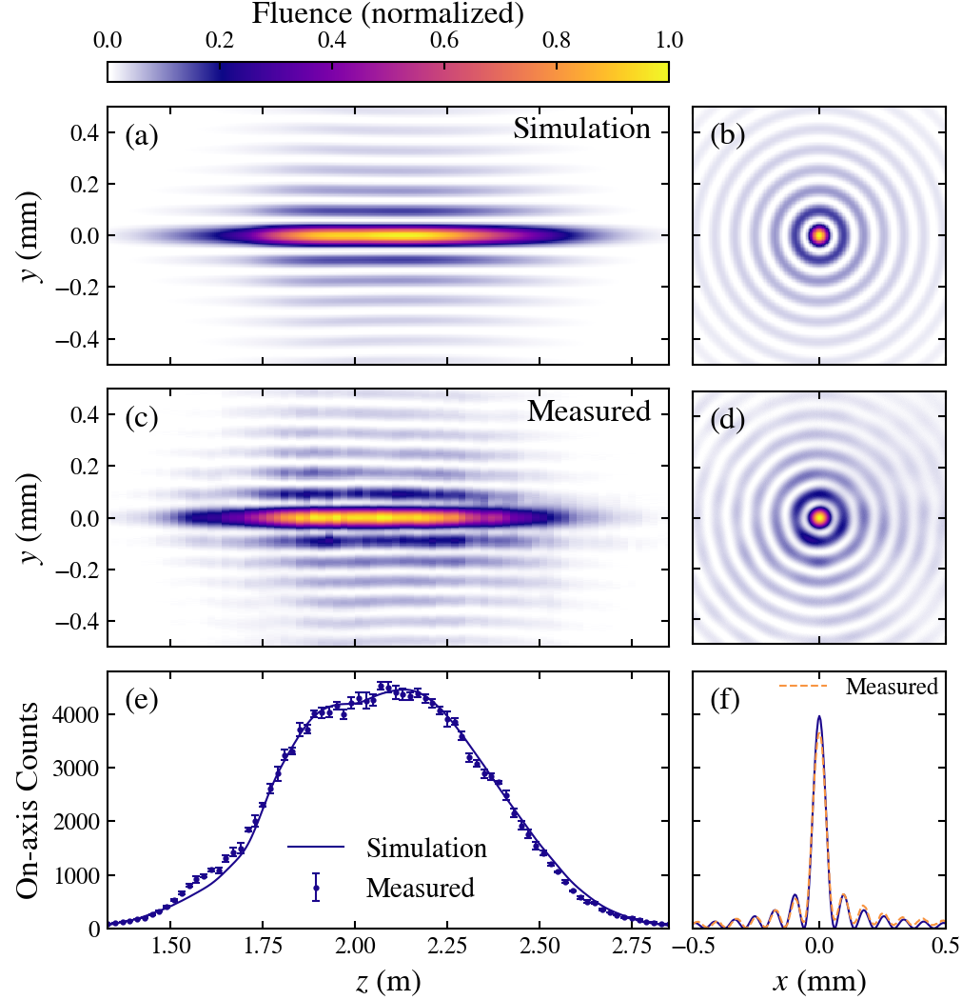 Fluence (normalized)
0.0 0.2 0.4 0.6 0.8 1.0
(a) Simulation
0.4
0.2
0.0
−0.2
−0.4
y (mm)
(b)
(c) Measured
0.4
0.2
0.0
−0.2
−0.4
y (mm)
(d)
(e)
4000
3000
2000
1000
0
On-axis Counts
Simulation
Measured
1.50 1.75 2.00 2.25 2.50 2.75
z (m)
(f)
Measured
−0.5 0.0 0.5
x (mm)